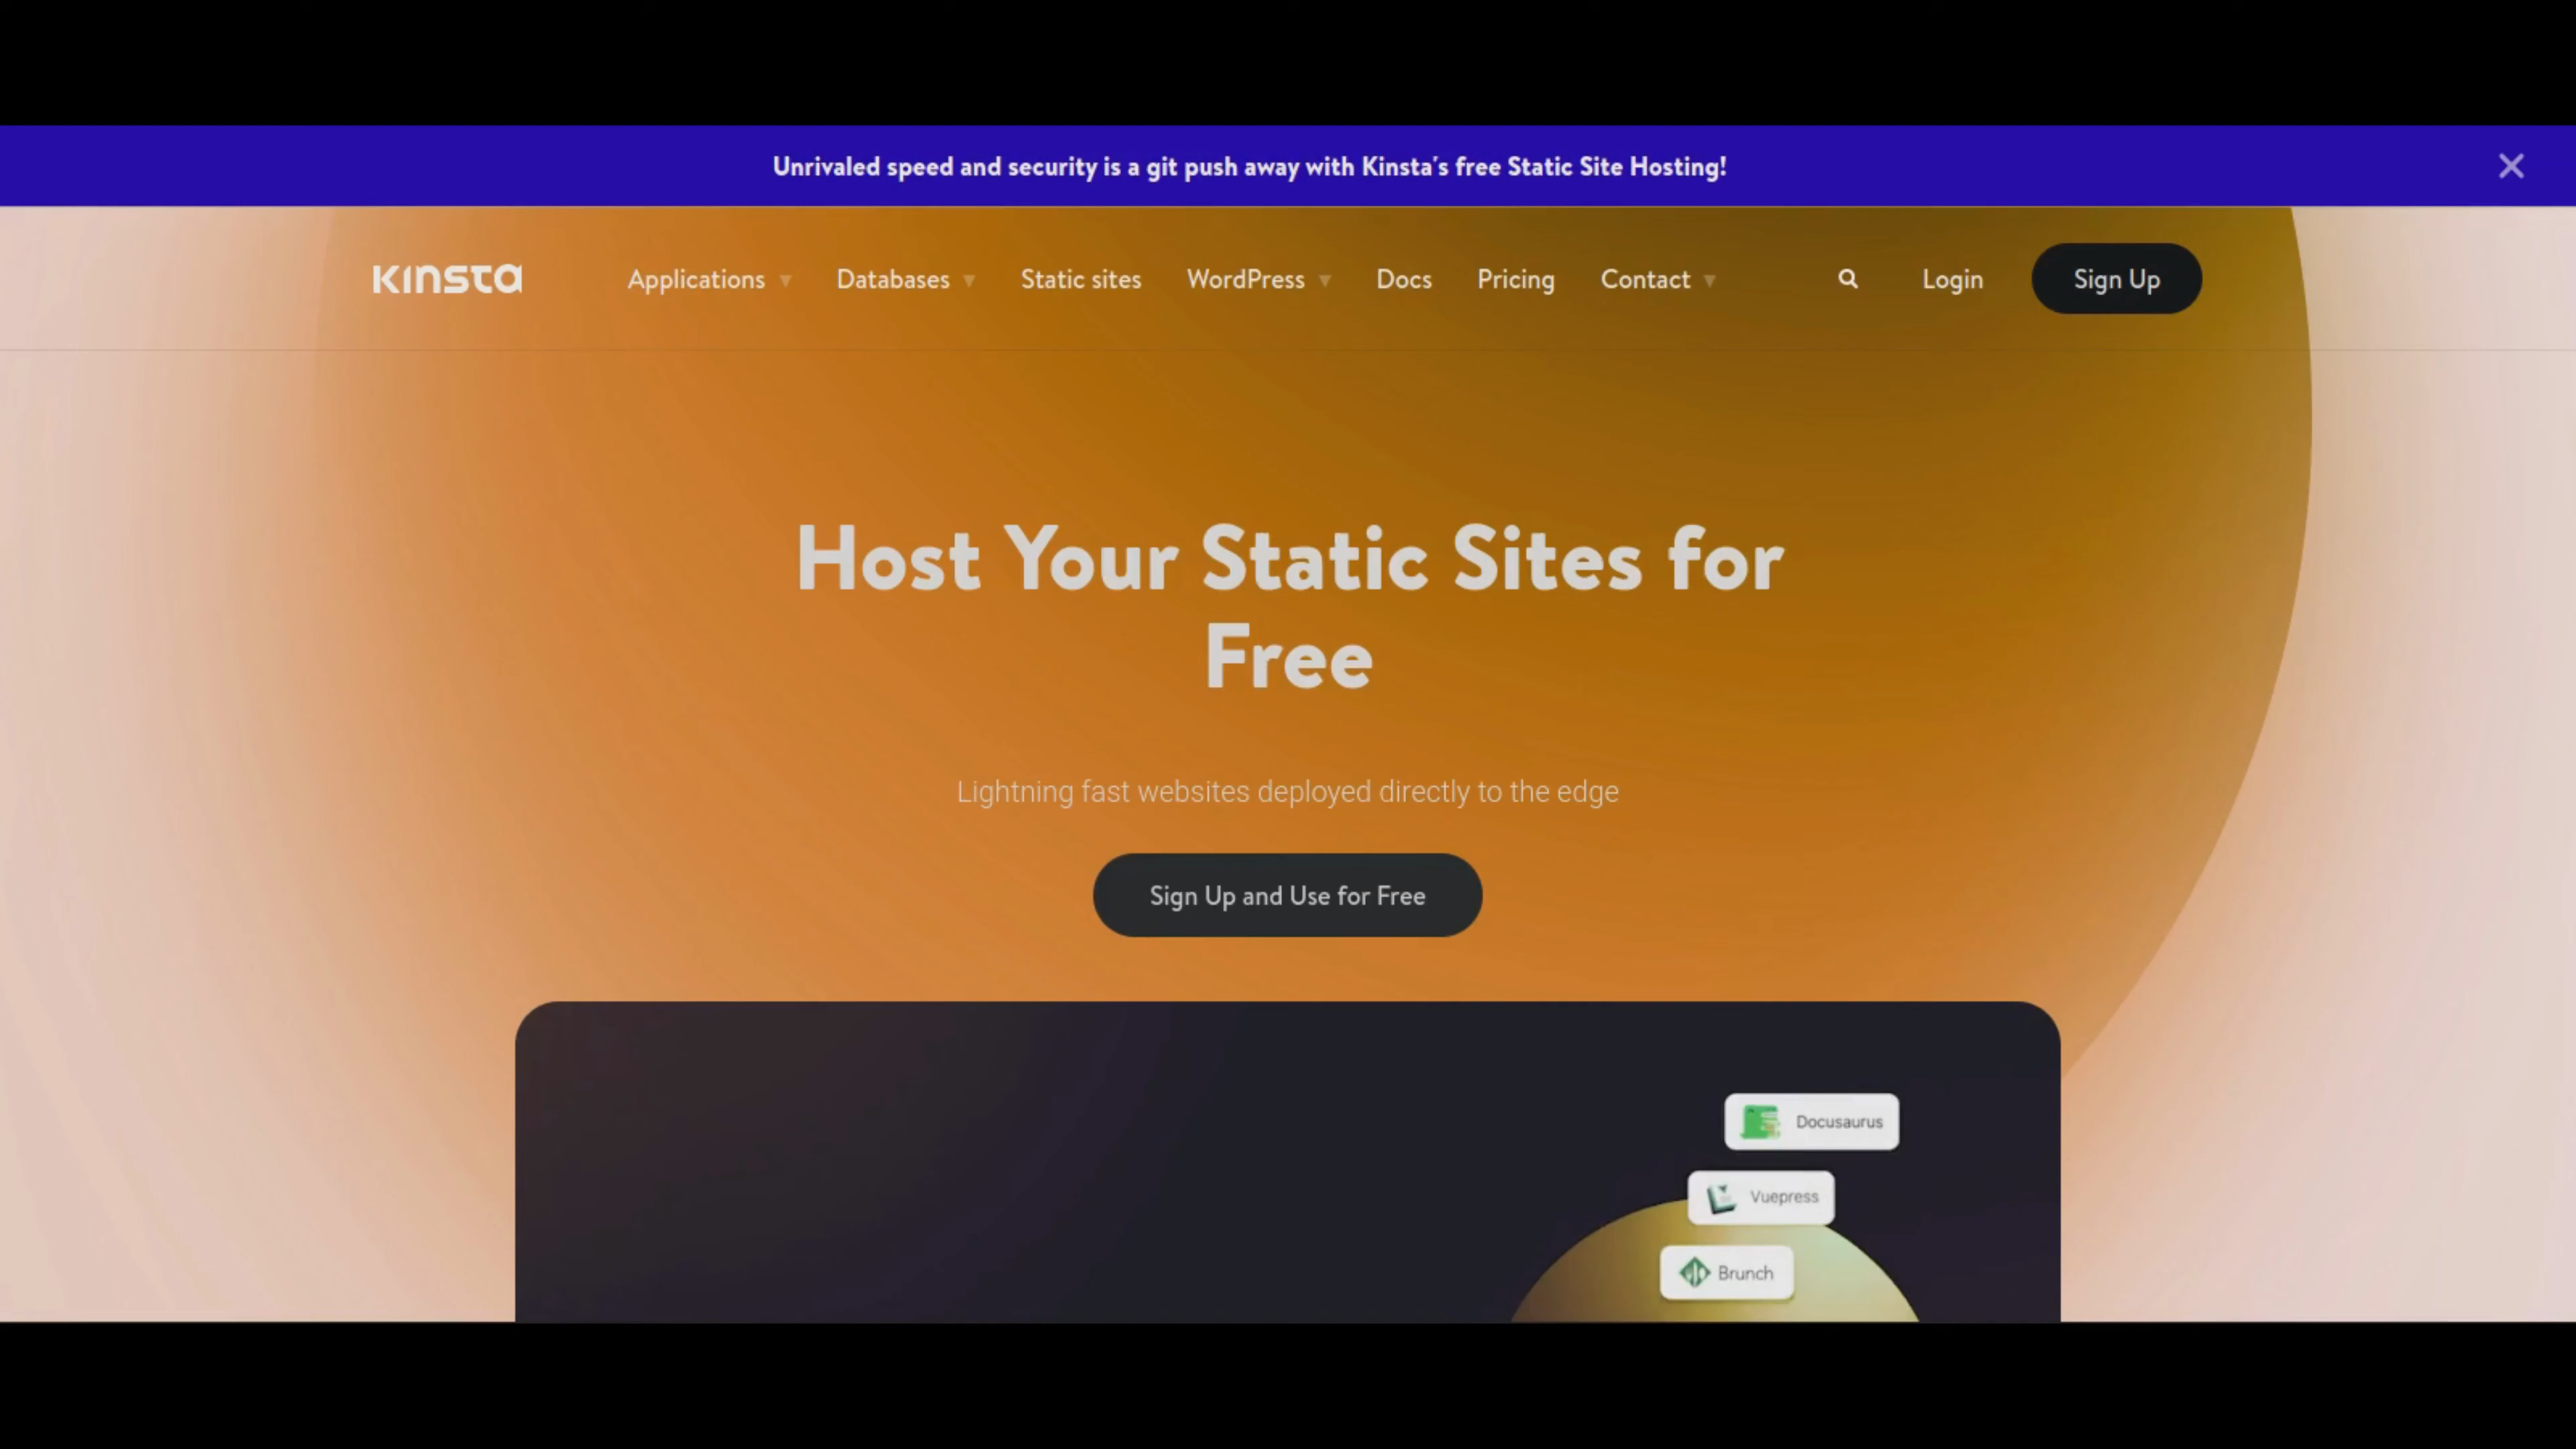 Unrivaled speed and security is a git push away with Kinsta's free Static Site Hosting!
Kinsta
Applications
Databases
Static sites
WordPress
Docs
Pricing
Contact
Login
Sign Up
Host Your Static Sites for
Free
Lightning fast websites deployed directly to the edge
Sign Up and Use for Free
Docusaurus
Vuepress
Brunch